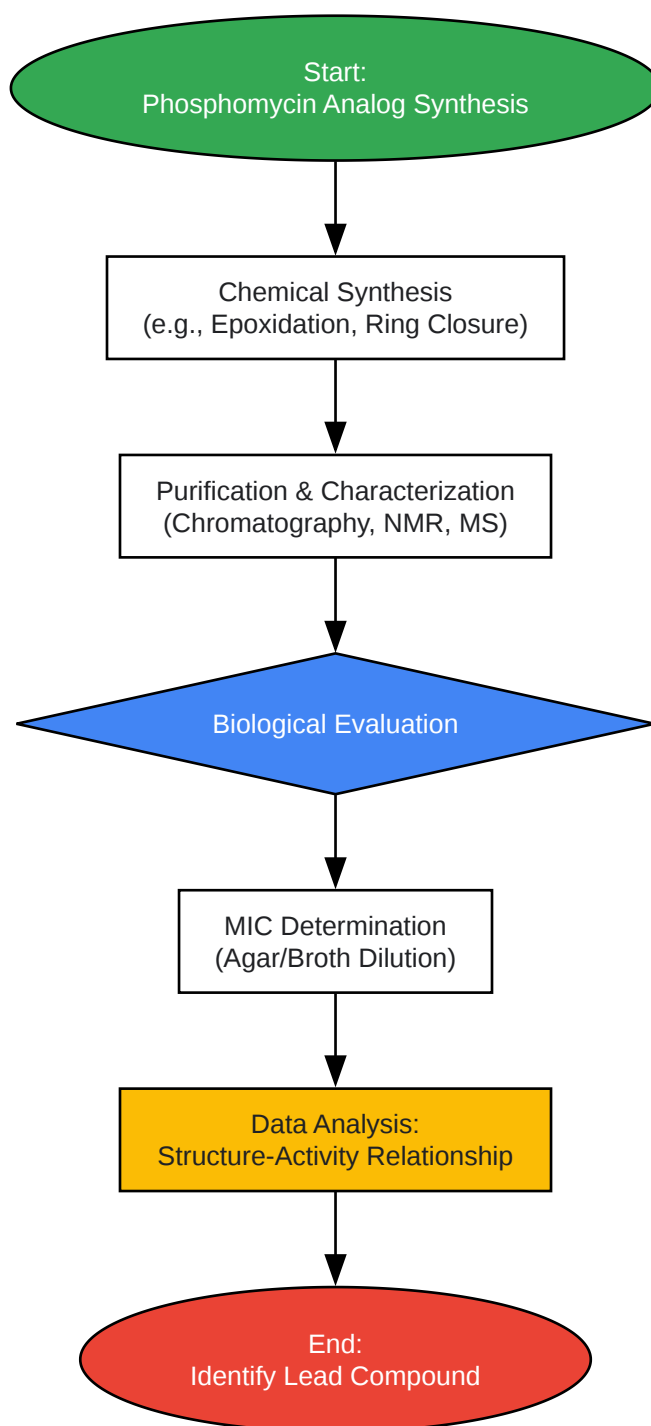 Start:
Phosphomycin Analog Synthesis
Chemical Synthesis
(e.g., Epoxidation, Ring Closure)
Purification & Characterization
(Chromatography, NMR, MS)
Biological Evaluation
MIC Determination
(Agar/Broth Dilution)
Data Analysis:
Structure-Activity Relationship
End:
Identify Lead Compound